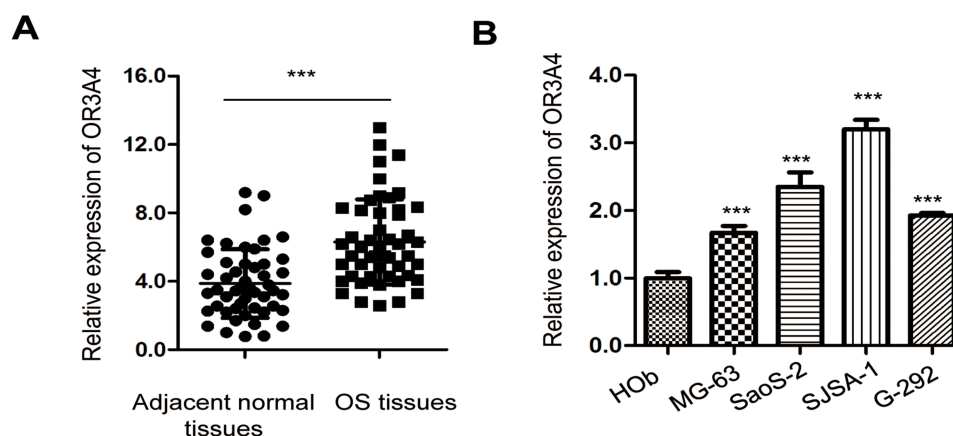 A
Relative expression of OR3A4
16.0
12.0
8.0
4.0
0.0
***
Adjacent normal
tissues
OS tissues
B
Relative expression of OR3A4
4.0
3.0
2.0
1.0
0.0
***
***
***
***
HOb
MG-63
SaoS-2
SJSA-1
G-292